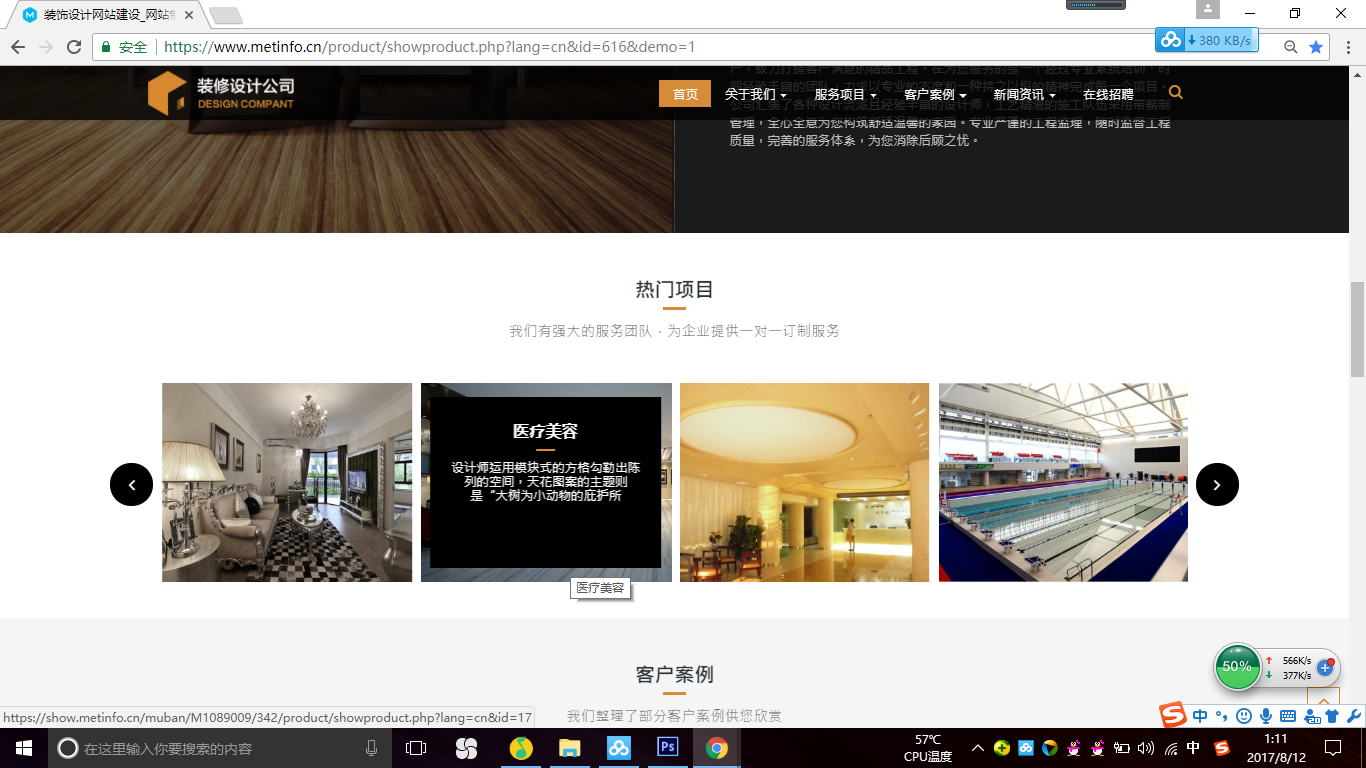 装饰设计网站建设_网站
安全 https://www.metinfo.cn/product/showproduct.php?lang=cn&id=616&demo=1
380 KB/s
装修设计公司
DESIGN COMPANT
首页 关于我们 服务项目 客户案例 新闻资讯 在线招聘
管理，全心全意为您构筑舒适温馨的家园。专业严谨的工程监理，随时监督工程
质量，完善的服务体系，为您消除后顾之忧。
热门项目
我们有强大的服务团队，为企业提供一对一订制服务
医疗美容
设计师运用模块式的方格勾勒出陈
列的空间，天花图案的主题则
是“大树为小动物的庇护所
医疗美容
客户案例
50% 566K/s
377K/s
https://show.metinfo.cn/muban/M1089009/342/product/showproduct.php?lang=cn&id=17
我们整理了部分客户案例供您欣赏
中
在这里输入你要搜索的内容
Ps
57℃
CPU温度
中
1:11
2017/8/12